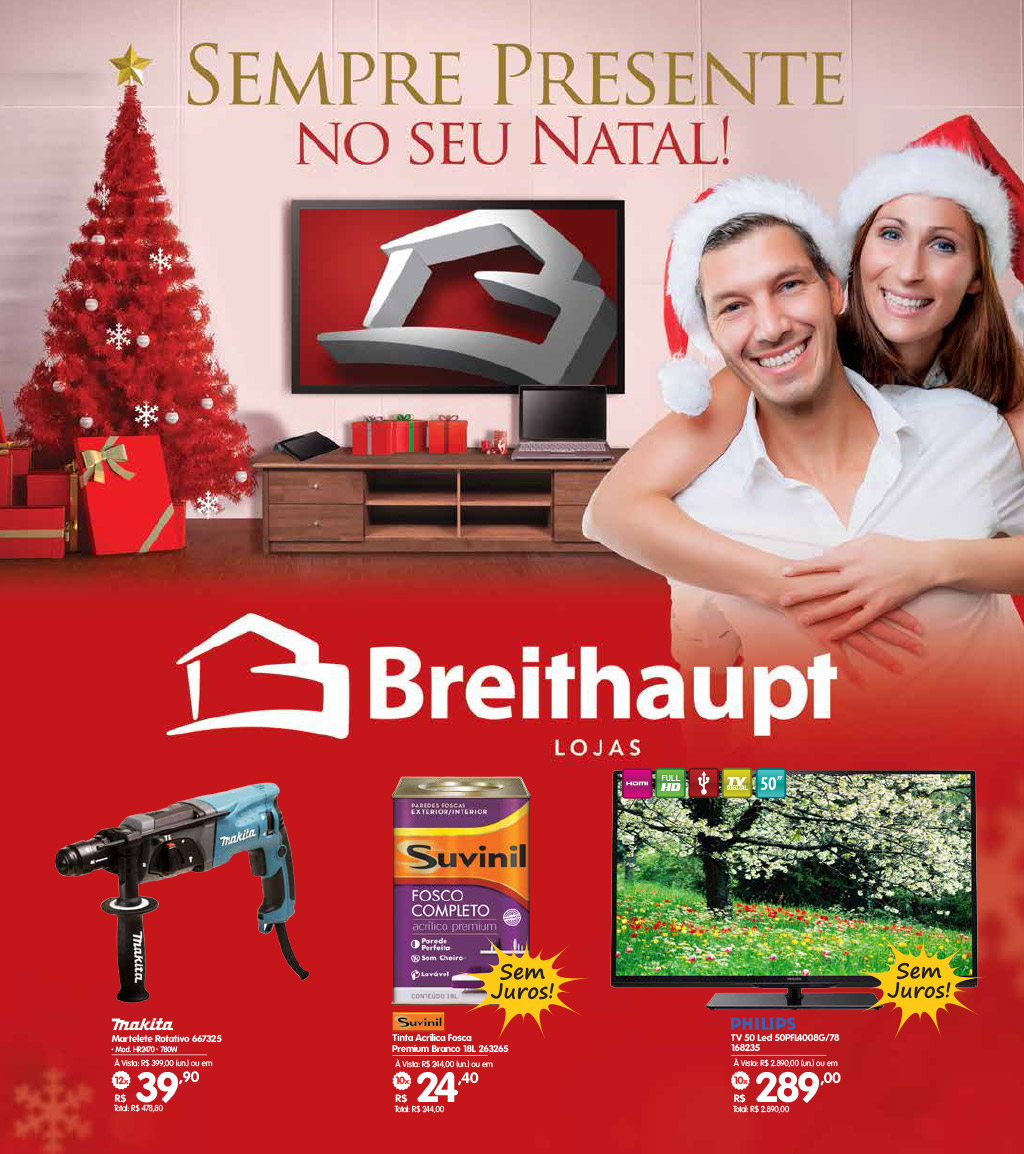 SEMPRE PRESENTE
NO SEU NATAL!
Breithaupt
LOJAS
makita
makita
PAREDES FOSCAS
EXTERIOR/INTERIOR
Suvinil
FOSCO
COMPLETO
acrílico premium
Parede
Perfeita
Sem Cheiro
Lavável
CONTEÚDO 18L
Sem
Juros!
HDMI
FULL
HD
TV
DIGITAL
50"
Sem
Juros!
makita
Martelete Rotativo 667325
- Mod. HR2470 - 780W
À Vista: R$ 399,00 (un.) ou em
12x
R$ 39,90
Total: R$ 478,80
Suvinil
Tinta Acrílica Fosca
Premium Branco 18L 263265
À Vista: R$ 244,00 (un.) ou em
10x
R$ 24,40
Total: R$ 244,00
PHILIPS
TV 50 Led 50PFL4008G/78
168235
À Vista: R$ 2.890,00 (un.) ou em
10x
R$ 289,00
Total: R$ 2.890,00